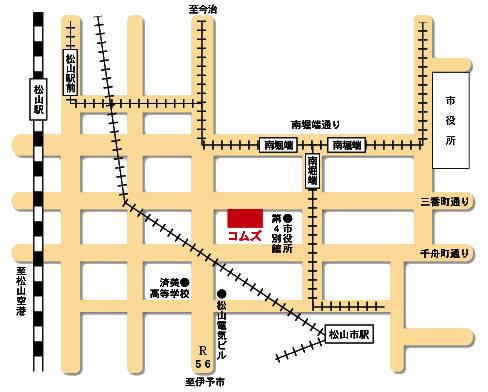 至今治
松山駅前
松山駅
市役所
南堀端通り
南堀端
南堀端
南堀端
三番町通り
コムズ
市役所
第4別館
千舟町通り
至松山空港
済美
高等学校
松山電気ビル
松山市駅
R
56
至伊予市